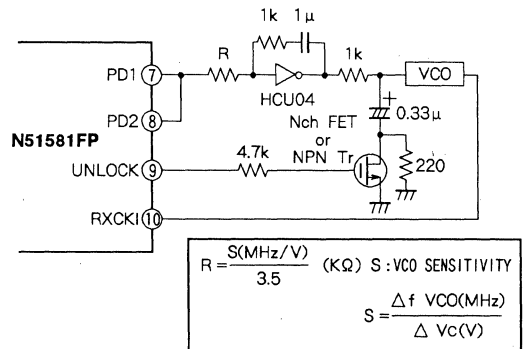 1k 1μ
R
1k
PD1 7
VCO
HCU04
+
0.33μ
PD2 8
Nch FET
or
NPN Tr
N51581FP
4.7k
UNLOCK 9
220
RXCKI 10
R = S(MHz/V) / 3.5 (KΩ) S : VCO SENSITIVITY
S = Δf VCO(MHz) / Δ Vc(V)